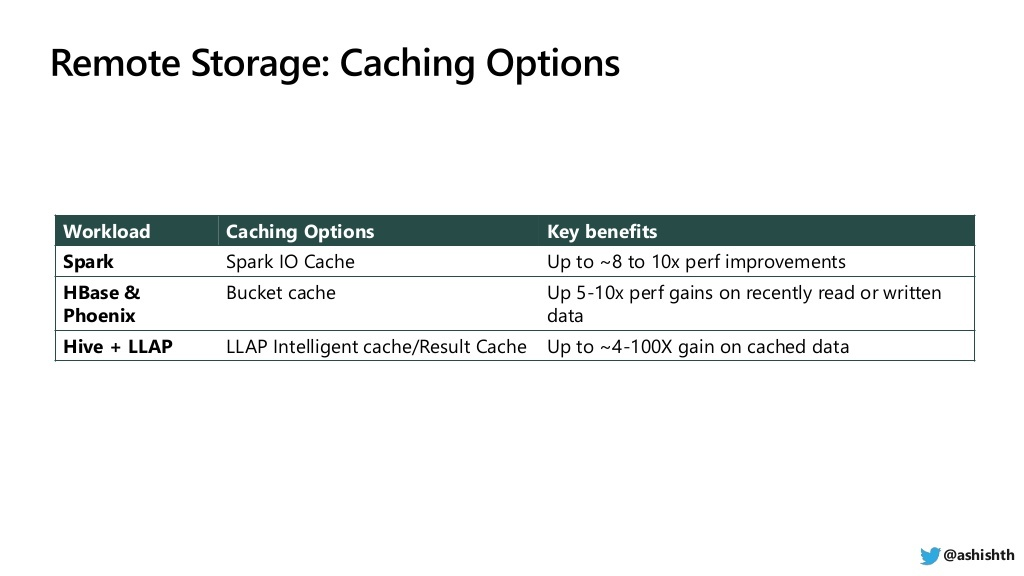 Remote Storage: Caching Options
Workload Caching Options Key benefits
Spark Spark IO Cache Up to ~8 to 10x perf improvements
HBase & Phoenix Bucket cache Up 5-10x perf gains on recently read or written data
Hive + LLAP LLAP Intelligent cache/Result Cache Up to ~4-100X gain on cached data
@ashishth